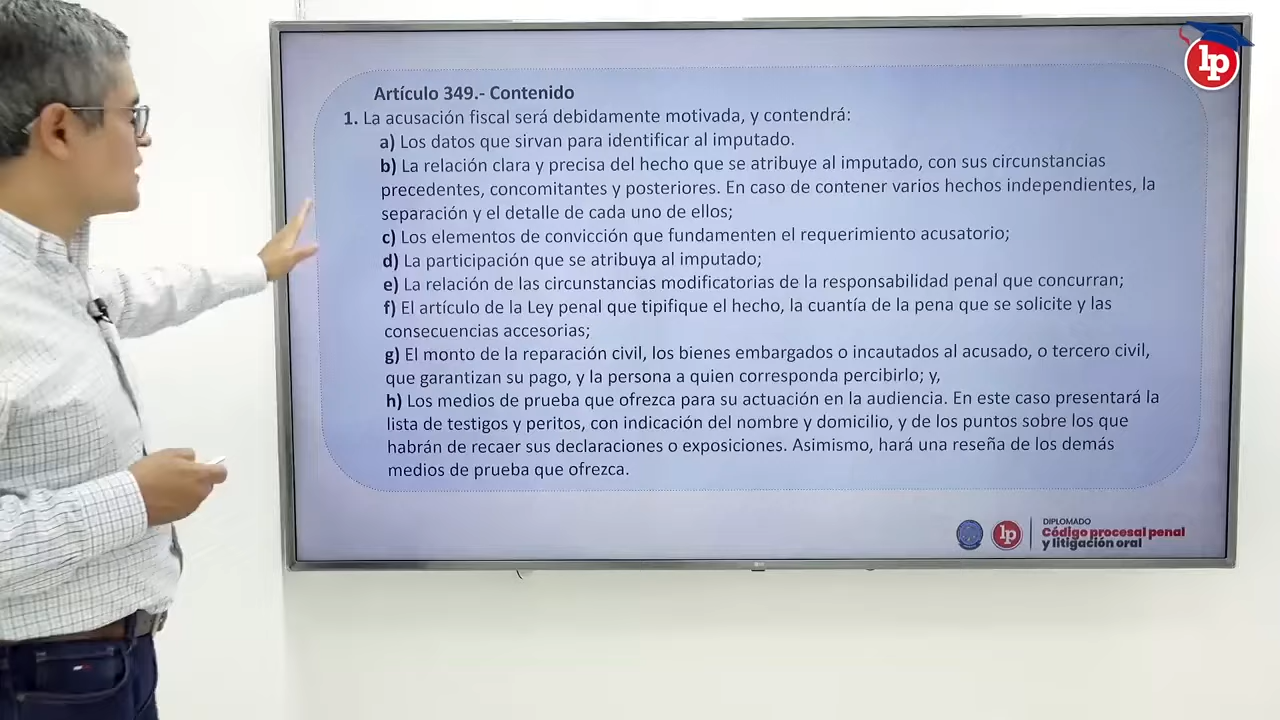 lp
Artículo 349.- Contenido
1. La acusación fiscal será debidamente motivada, y contendrá:
a) Los datos que sirvan para identificar al imputado.
b) La relación clara y precisa del hecho que se atribuye al imputado, con sus circunstancias
precedentes, concomitantes y posteriores. En caso de contener varios hechos independientes, la
separación y el detalle de cada uno de ellos;
c) Los elementos de convicción que fundamenten el requerimiento acusatorio;
d) La participación que se atribuya al imputado;
e) La relación de las circunstancias modificatorias de la responsabilidad penal que concurran;
f) El artículo de la Ley penal que tipifique el hecho, la cuantía de la pena que se solicite y las
consecuencias accesorias;
g) El monto de la reparación civil, los bienes embargados o incautados al acusado, o tercero civil,
que garantizan su pago, y la persona a quien corresponda percibirlo; y,
h) Los medios de prueba que ofrezca para su actuación en la audiencia. En este caso presentará la
lista de testigos y peritos, con indicación del nombre y domicilio, y de los puntos sobre los que
habrán de recaer sus declaraciones o exposiciones. Asimismo, hará una reseña de los demás
medios de prueba que ofrezca.
lp
DIPLOMADO
Código procesal penal
y litigación oral